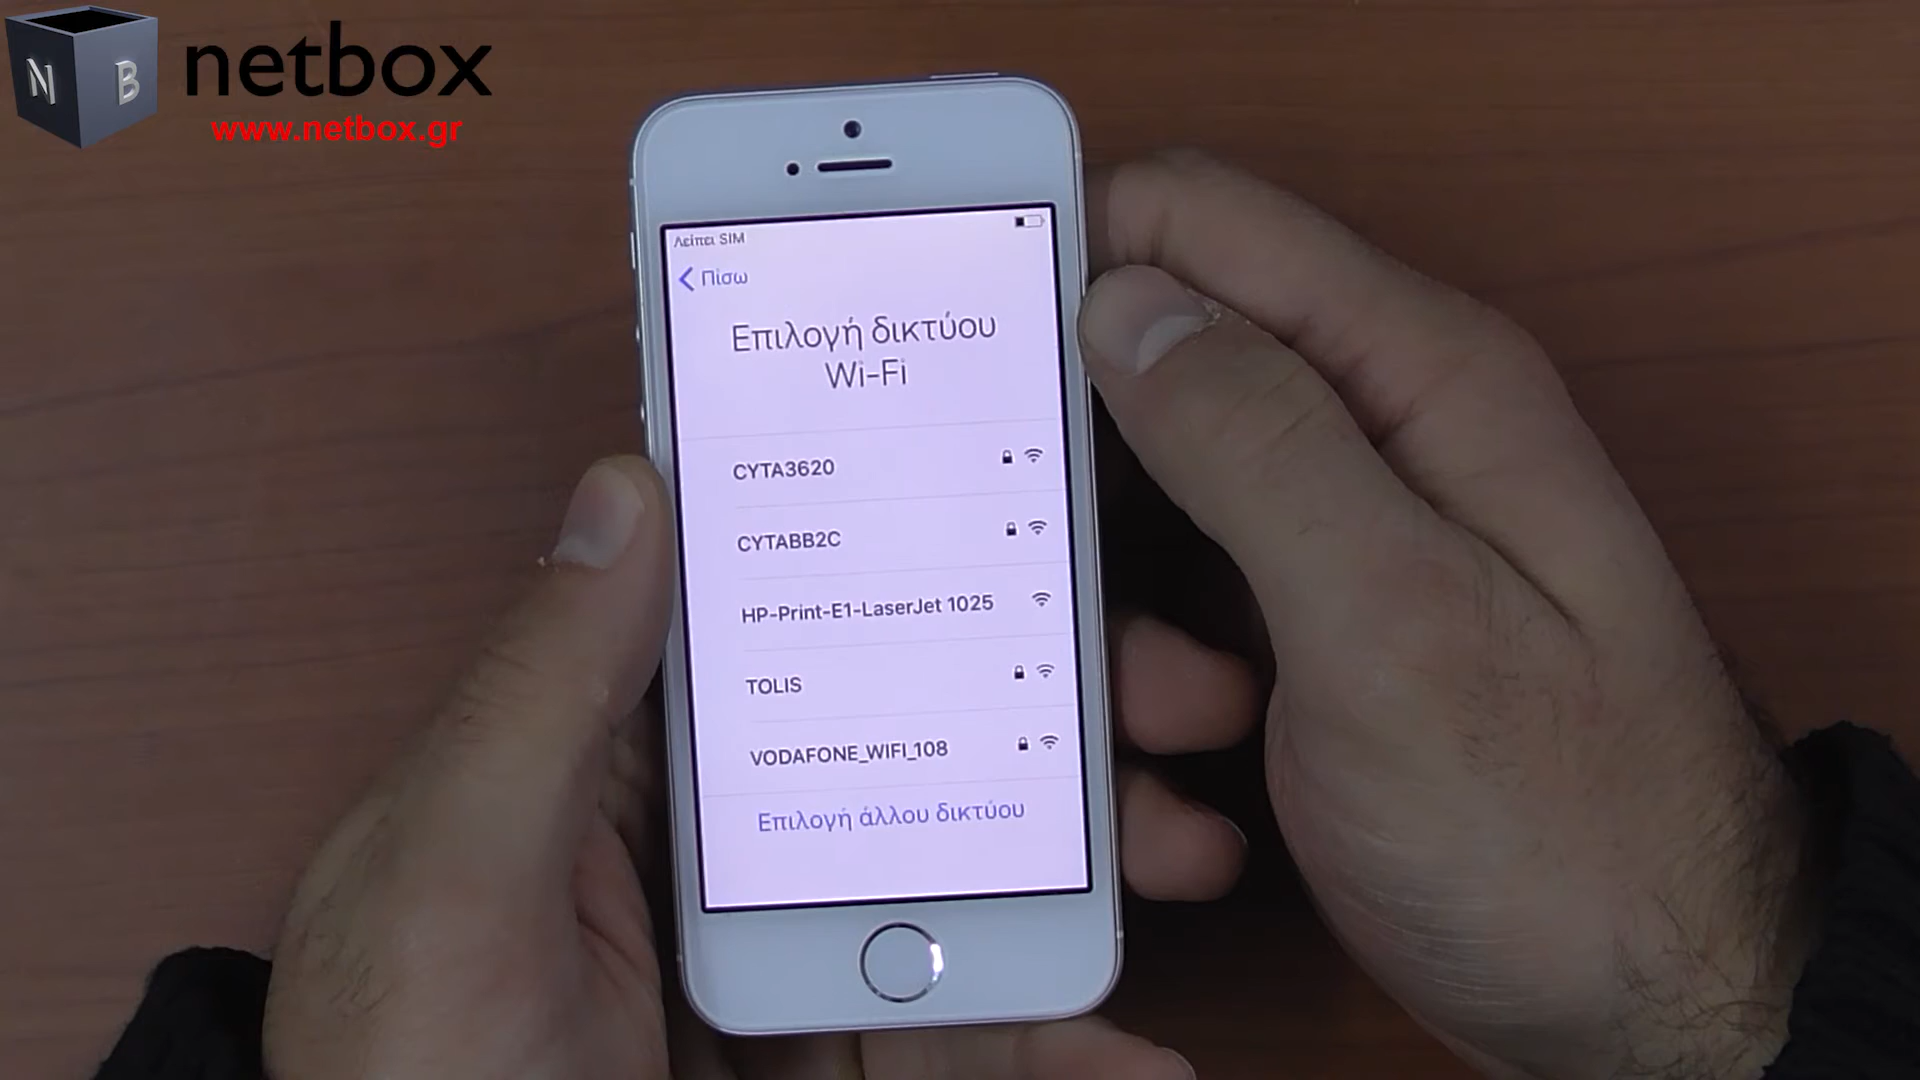 N B
netbox
www.netbox.gr
Λείπει SIM
Πίσω
Επιλογή δικτύου
Wi-Fi
CYTA3620
CYTABB2C
HP-Print-E1-LaserJet 1025
TOLIS
VODAFONE_WIFI_108
Επιλογή άλλου δικτύου